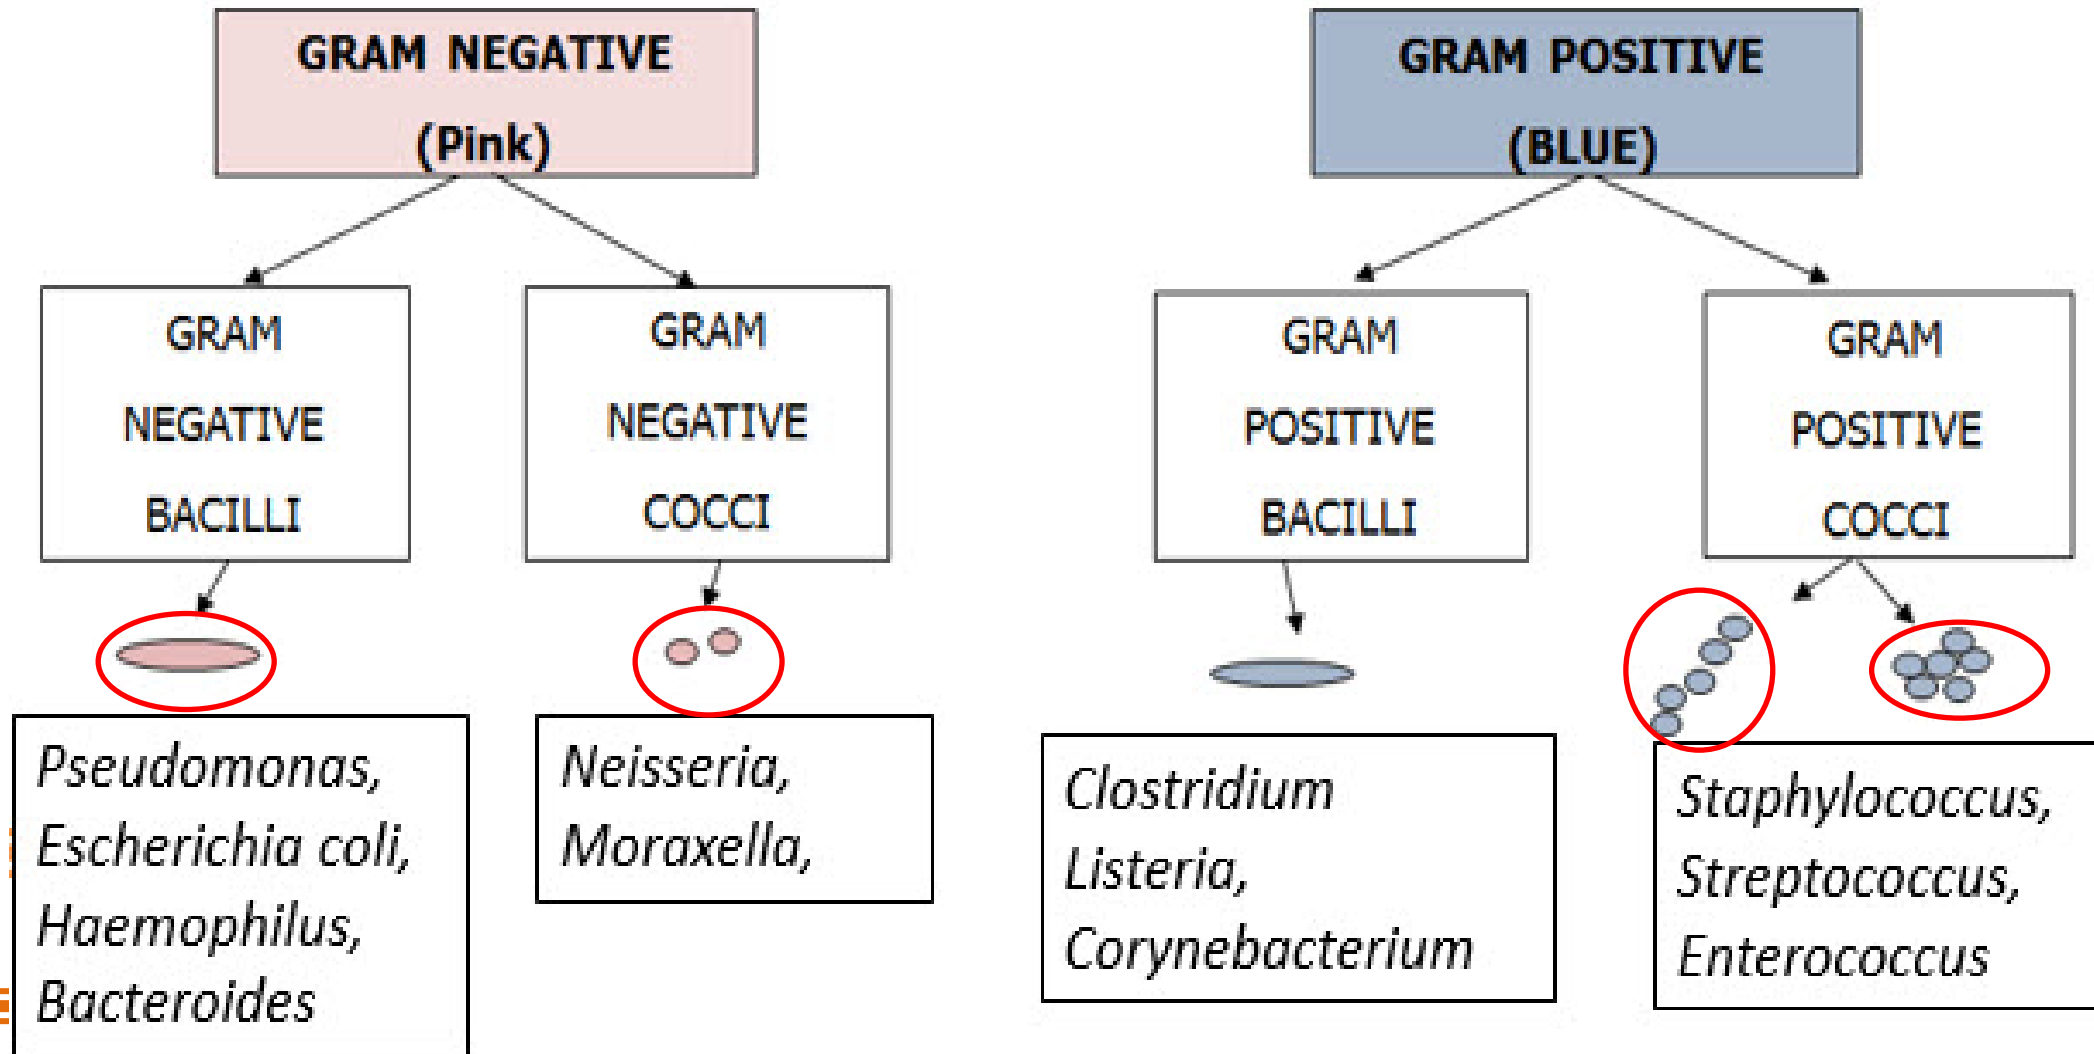 GRAM NEGATIVE
(Pink)
GRAM POSITIVE
(BLUE)
GRAM
NEGATIVE
BACILLI
GRAM
NEGATIVE
COCCI
GRAM
POSITIVE
BACILLI
GRAM
POSITIVE
COCCI
Pseudomonas,
Escherichia coli,
Haemophilus,
Bacteroides
Neisseria,
Moraxella,
Clostridium
Listeria,
Corynebacterium
Staphylococcus,
Streptococcus,
Enterococcus